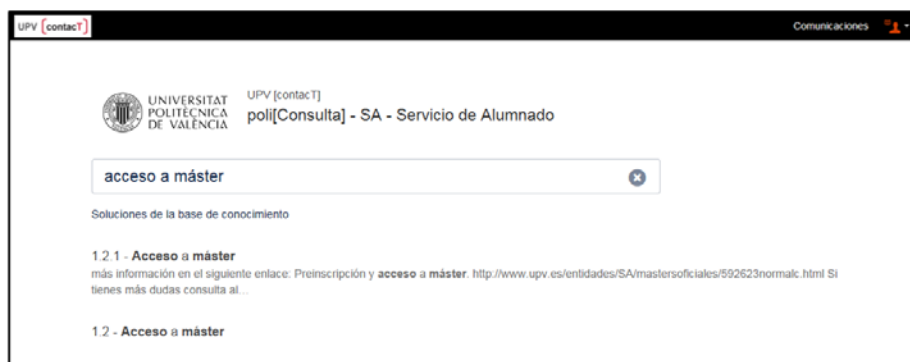 UPV [contacT]
Comunicaciones
UNIVERSITAT
POLITÈCNICA
DE VALÈNCIA
UPV [contacT]
poli[Consulta] - SA - Servicio de Alumnado
acceso a máster
Soluciones de la base de conocimiento
1.2.1 - Acceso a máster
más información en el siguiente enlace: Preinscripción y acceso a máster. http://www.upv.es/entidades/SA/mastersoficiales/592623normalc.html Si
tienes más dudas consulta al...
1.2 - Acceso a máster